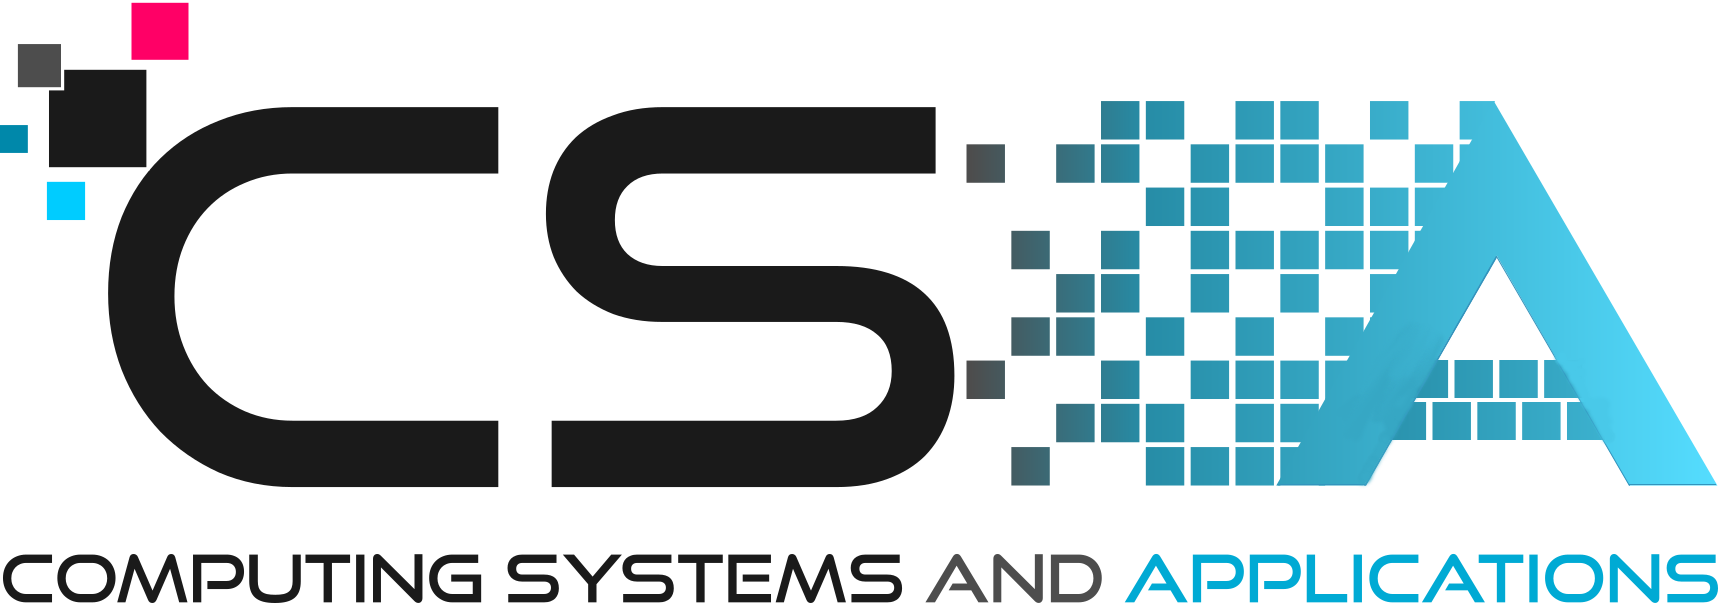 CSA
COMPUTING SYSTEMS AND APPLICATIONS